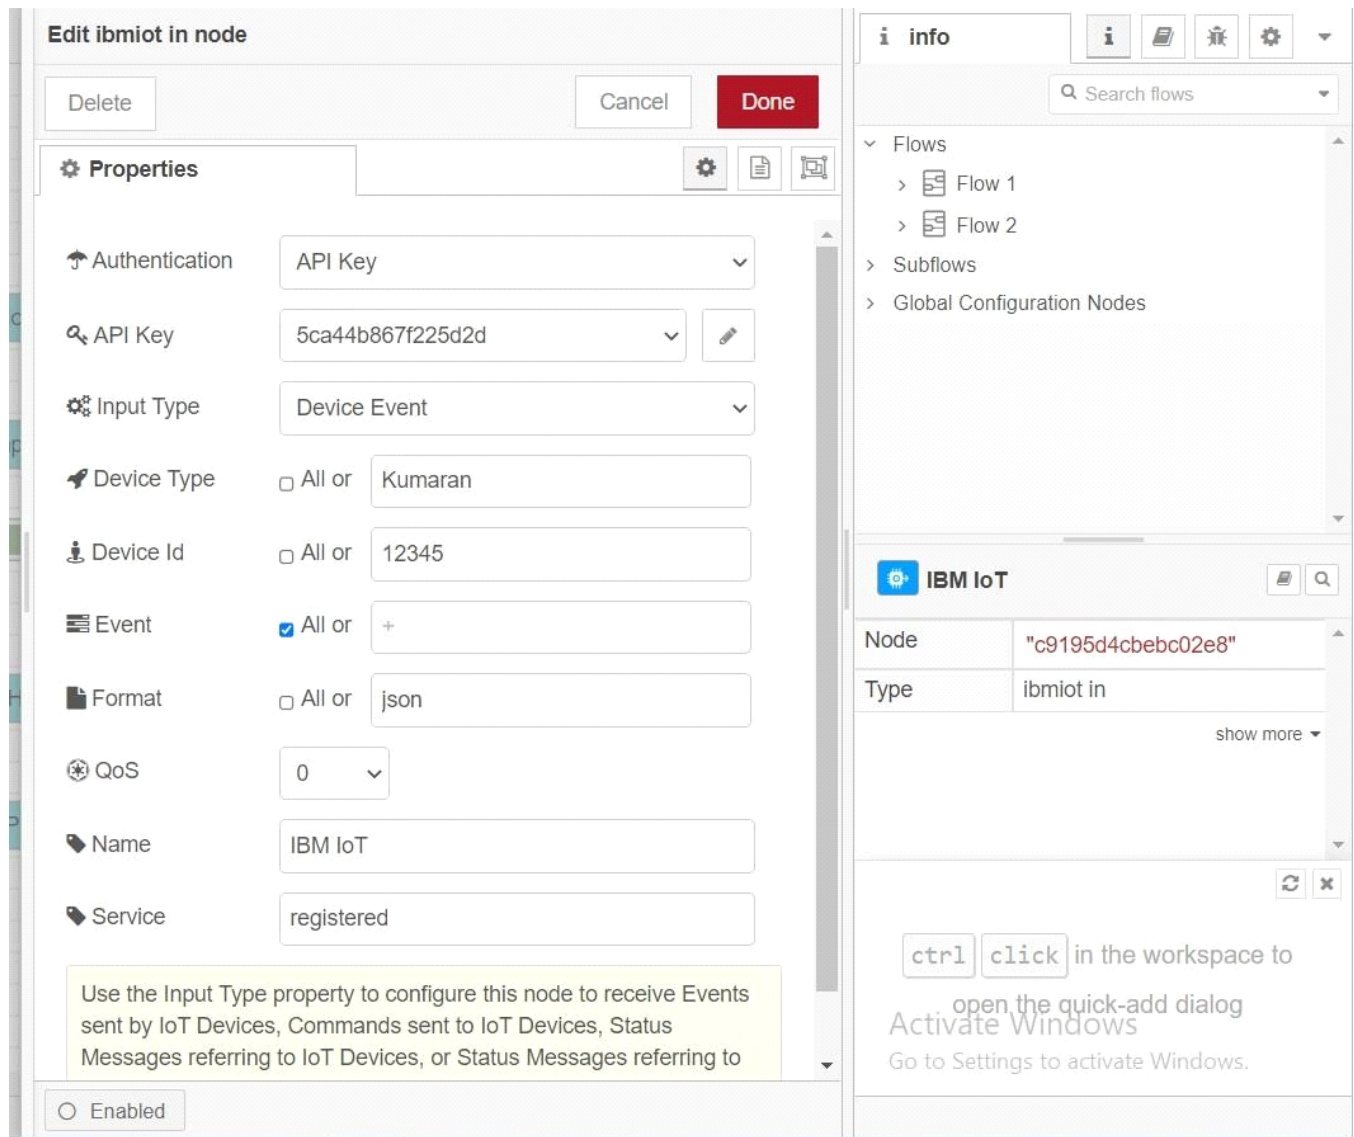 Edit ibmiot in node
Delete
Cancel
Done
Properties
Authentication
API Key
API Key
5ca44b867f225d2d
Input Type
Device Event
Device Type
All or
Kumaran
Device Id
All or
12345
Event
All or
+
Format
All or
json
QoS
0
Name
IBM IoT
Service
registered
Use the Input Type property to configure this node to receive Events
sent by IoT Devices, Commands sent to IoT Devices, Status
Messages referring to IoT Devices, or Status Messages referring to
Enabled
i info
i
Search flows
Flows
Flow 1
Flow 2
Subflows
Global Configuration Nodes
IBM IoT
Node
"c9195d4cbebc02e8"
Type
ibmiot in
show more
ctrl click in the workspace to
open the quick-add dialog
Activate Windows
Go to Settings to activate Windows.